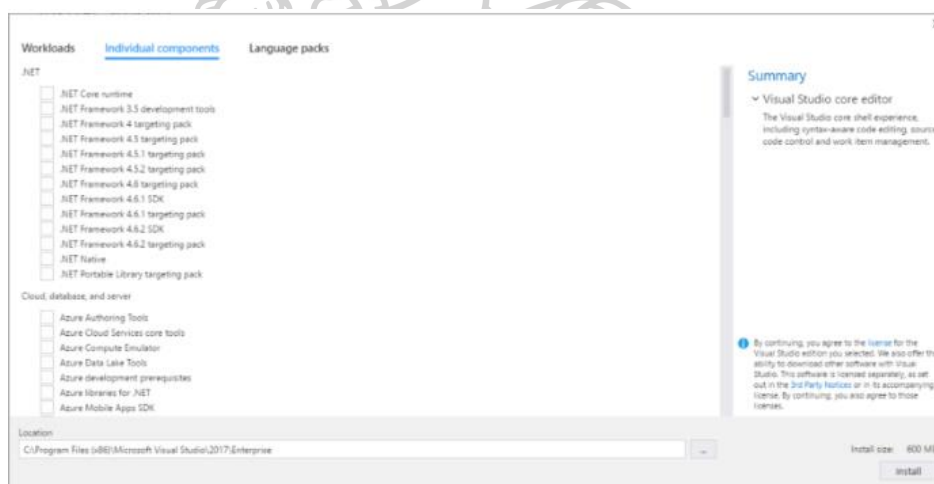 Workloads Individual components Language packs
.NET
.NET Core runtime
.NET Framework 3.5 development tools
.NET Framework 4 targeting pack
.NET Framework 4.5 targeting pack
.NET Framework 4.5.1 targeting pack
.NET Framework 4.5.2 targeting pack
.NET Framework 4.6 targeting pack
.NET Framework 4.6.1 SDK
.NET Framework 4.6.1 targeting pack
.NET Framework 4.6.2 SDK
.NET Framework 4.6.2 targeting pack
.NET Native
.NET Portable Library targeting pack
Cloud, database, and server
Azure Authoring Tools
Azure Cloud Services core tools
Azure Compute Emulator
Azure Data Lake Tools
Azure development prerequisites
Azure libraries for .NET
Azure Mobile Apps SDK
Summary
Visual Studio core editor
The Visual Studio core shell experience,
including syntax-aware code editing, source
code control and work item management.
By continuing, you agree to the license for the
Visual Studio edition you selected. We also offer the
ability to download other software with Visual
Studio. This software is licensed separately, as set
out in the 3rd Party Notices or in its accompanying
license. By continuing, you also agree to those
licenses.
Location
C:\Program Files (x86)\Microsoft Visual Studio\2017\Enterprise
...
Install size: 600 MB
Install